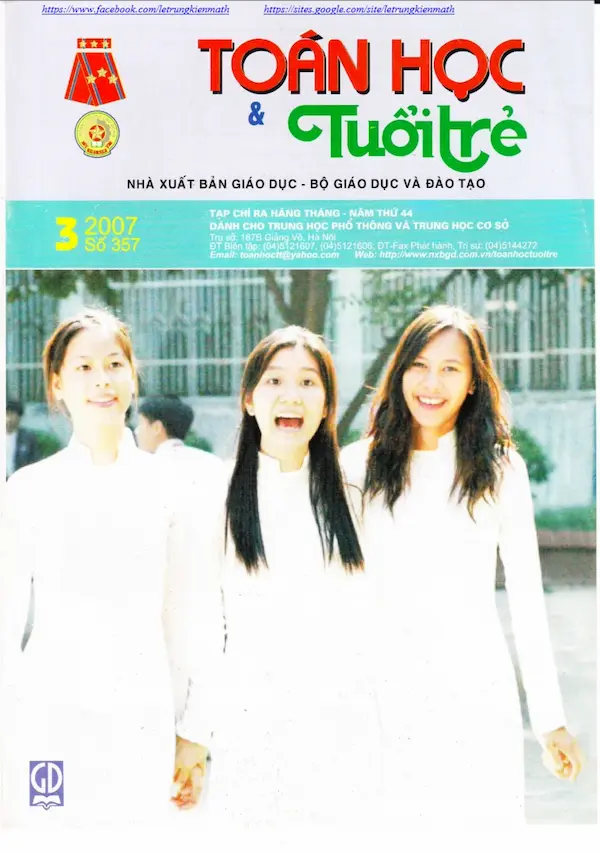 https://www.facebook.com/letrungkienmath https://sites.google.com/site/letrungkienmath
TOÁN HỌC
& Tuổi trẻ
NHÀ XUẤT BẢN GIÁO DỤC - BỘ GIÁO DỤC VÀ ĐÀO TẠO
3 2007
Số 357
TẠP CHÍ RA HÀNG THÁNG - NĂM THỨ 44
DÀNH CHO TRUNG HỌC PHỔ THÔNG VÀ TRUNG HỌC CƠ SỞ
Trụ sở: 187B Giảng Võ, Hà Nội
ĐT Biên tập: (04)5121607, (04)5121606, ĐT-Fax Phát hành, Trị sự: (04)5144272
Email: toanhoctt@yahoo.com Web: http://www.nxbgd.com.vn/toanhoctuoitre
GD